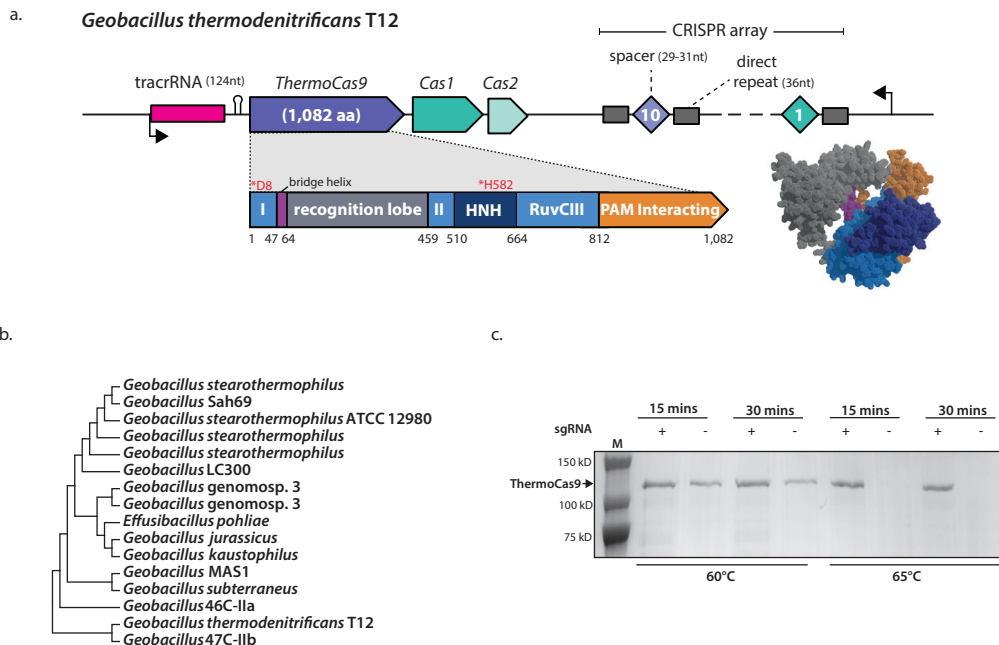 a.
Geobacillus thermodenitrificans T12
CRISPR array
spacer (29-31nt)
direct
repeat (36nt)
tracrRNA (124nt)
ThermoCas9
Cas1
Cas2
(1,082 aa)
10
1
*D8
bridge helix
*H582
I
recognition lobe
II
HNH
RuvCIII
PAM Interacting
1 47 64 459 510 664 812 1,082
b.
Geobacillus stearothermophilus
Geobacillus Sah69
Geobacillus stearothermophilus ATCC 12980
Geobacillus stearothermophilus
Geobacillus stearothermophilus
Geobacillus LC300
Geobacillus genomosp. 3
Geobacillus genomosp. 3
Effusibacillus pohliae
Geobacillus jurassicus
Geobacillus kaustophilus
Geobacillus MAS1
Geobacillus subterraneus
Geobacillus 46C-IIa
Geobacillus thermodenitrificans T12
Geobacillus 47C-IIb
c.
15 mins 30 mins 15 mins 30 mins
sgRNA + - + - + - + -
M
150 kD
ThermoCas9
100 kD
75 kD
60°C 65°C